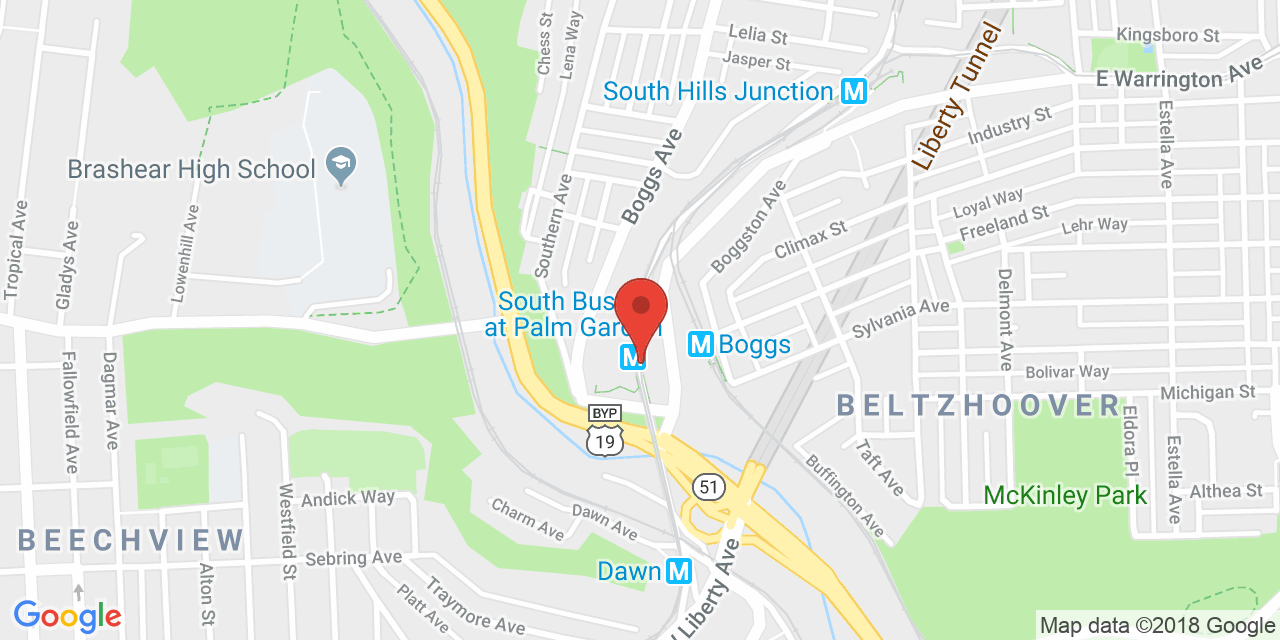 Chess St
Lena Way
Lelia St
Jasper St
Kingsboro St
E Warrington Ave
South Hills Junction
M
Liberty Tunnel
Industry St
Estella Ave
Brashear High School
Boggs Ave
Southern Ave
Boggston Ave
Climax St
Loyal Way
Freeland St
Lehr Way
Tropical Ave
Gladys Ave
Lowenhill Ave
South Bus
at Palm Garden
M
M
Boggs
Sylvania Ave
Delmont Ave
Bolivar Way
Michigan St
Fallowfield Ave
Dagmar Ave
BYP
19
BELTZHOOVER
Eldora Pl
Estella Ave
Taft Ave
Buffington Ave
McKinley Park
Althea St
51
Westfield St
Andick Way
Charm Ave
Dawn Ave
BEECHVIEW
Sebring Ave
Dawn
M
Liberty Ave
Alton St
Platt Ave
Traymore Ave
Google
Map data ©2018 Google